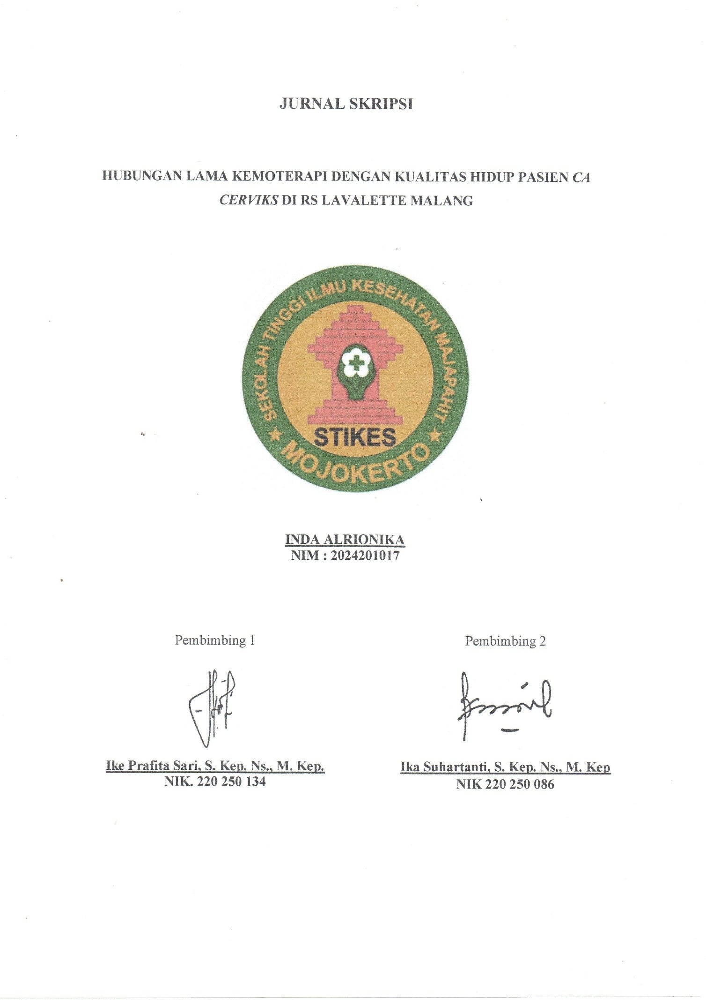 JURNAL SKRIPSI
HUBUNGAN LAMA KEMOTERAPI DENGAN KUALITAS HIDUP PASIEN CA
CERVIKS DI RS LAVALETTE MALANG
SEKOLAH TINGGI ILMU KESEHATAN MAJAPAHIT
STIKES
MOJOKERTO
INDA ALRIONIKA
NIM : 2024201017
Pembimbing 1
Pembimbing 2
Ike Prafita Sari, S. Kep. Ns., M. Kep.
NIK. 220 250 134
Ika Suhartanti, S. Kep. Ns., M. Kep
NIK 220 250 086